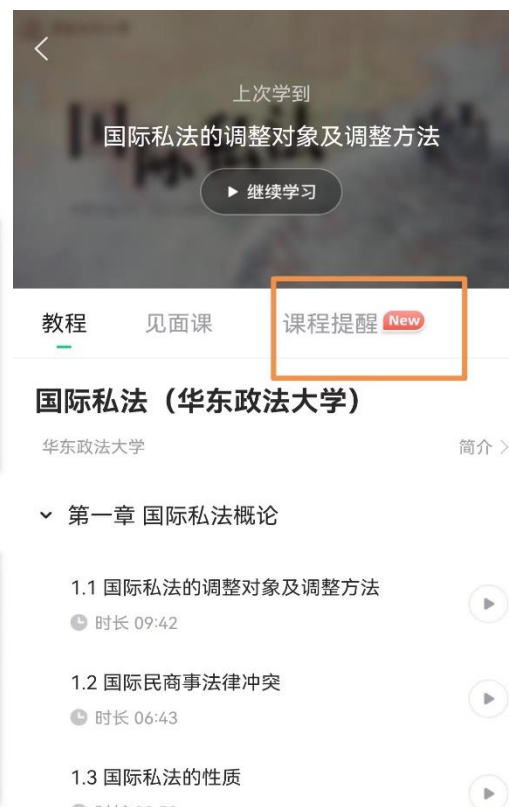 上次学到
国际私法的调整对象及调整方法
继续学习
教程 见面课 课程提醒 New
国际私法（华东政法大学）
华东政法大学 简介
第一章 国际私法概论
1.1 国际私法的调整对象及调整方法
时长 09:42
1.2 国际民商事法律冲突
时长 06:43
1.3 国际私法的性质